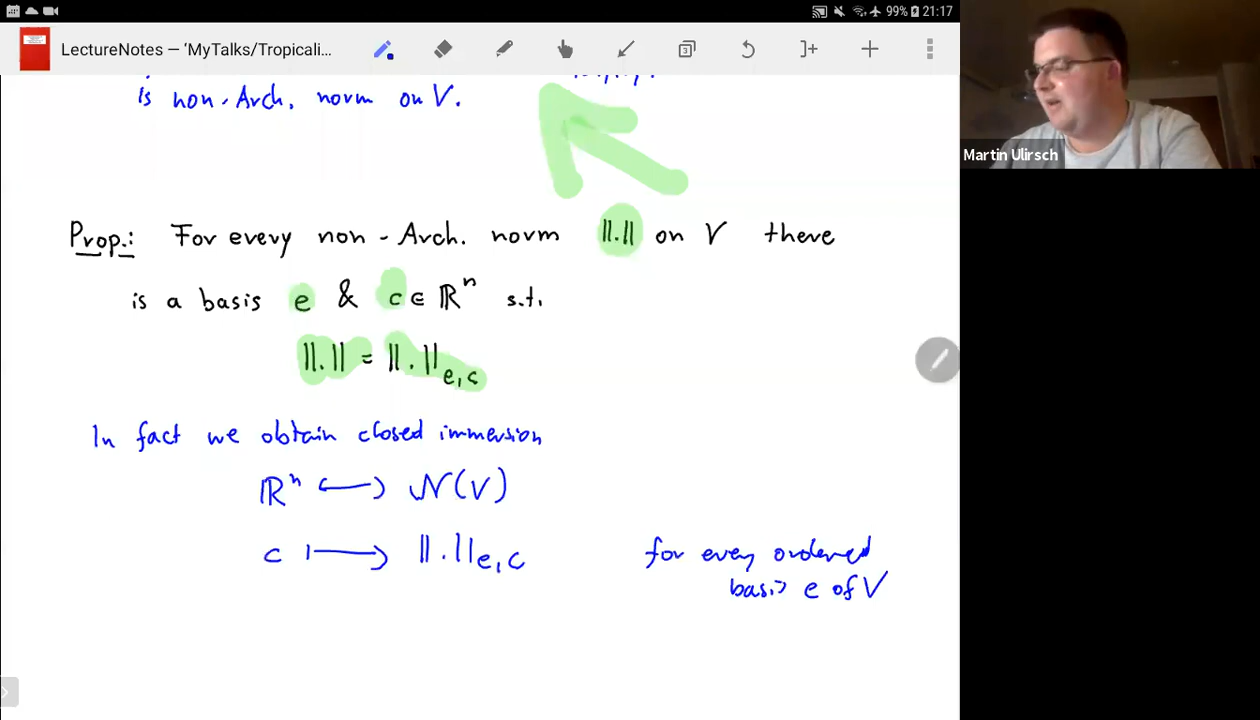 99% 21:17
LectureNotes – 'MyTalks/Tropicali...
is non-Arch. norm on V.
Martin Ulirsch
Prop.: For every non-Arch. norm ||.|| on V there
is a basis e & c ∈ ℝⁿ s.t.
||.|| = ||.||e,c
In fact we obtain closed immersion
ℝⁿ ↪ 𝒩(V)
c ↦ ||.||e,c
for every ordered
basis e of V